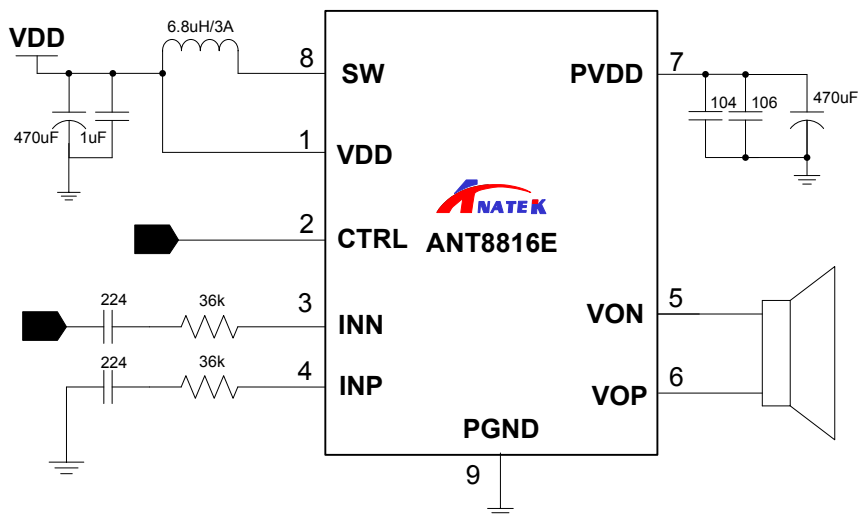 VDD
6.8uH/3A
470uF
1uF
8
SW
1
VDD
2
CTRL
224
36k
3
INN
224
36k
4
INP
ANATEK
ANT8816E
PVDD
7
104
106
470uF
VON
5
VOP
6
PGND
9